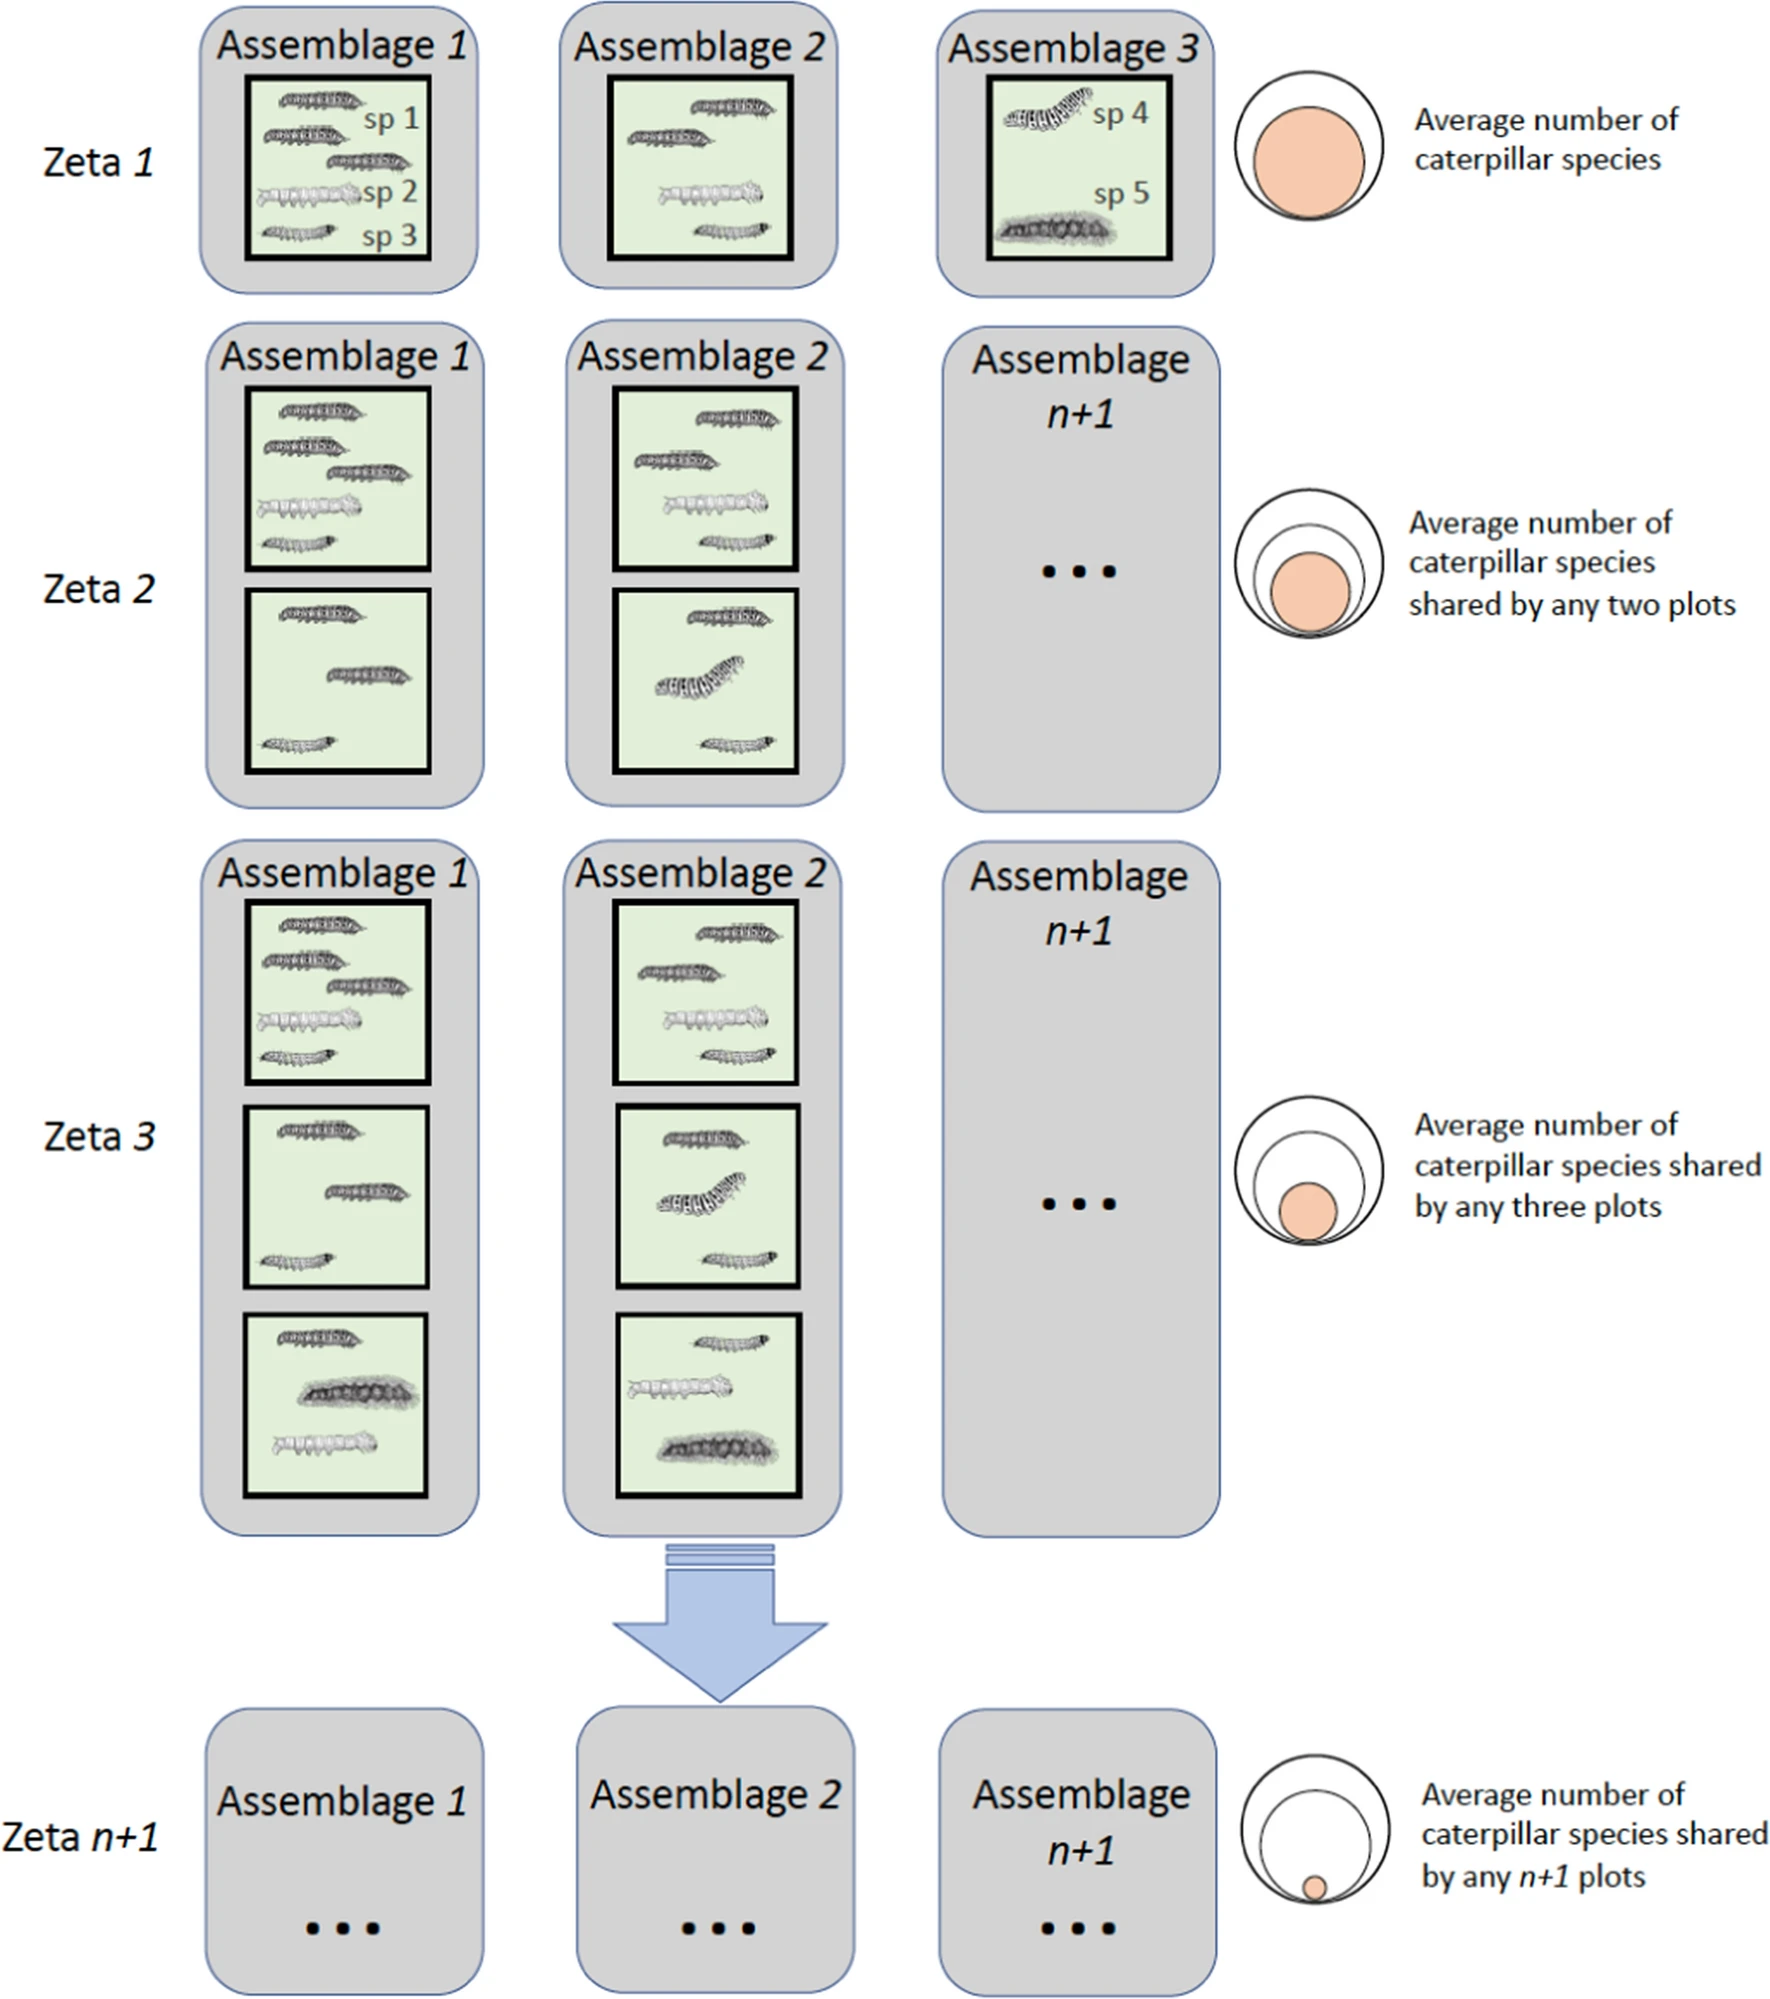 Assemblage 1
Assemblage 2
Assemblage 3
Zeta 1
sp 1
sp 2
sp 3
sp 4
sp 5
Average number of
caterpillar species
Assemblage 1
Assemblage 2
Assemblage
n+1
Zeta 2
...
Average number of
caterpillar species
shared by any two plots
Assemblage 1
Assemblage 2
Assemblage
n+1
Zeta 3
...
Average number of
caterpillar species shared
by any three plots
Zeta n+1
Assemblage 1
...
Assemblage 2
...
Assemblage
n+1
...
Average number of
caterpillar species shared
by any n+1 plots